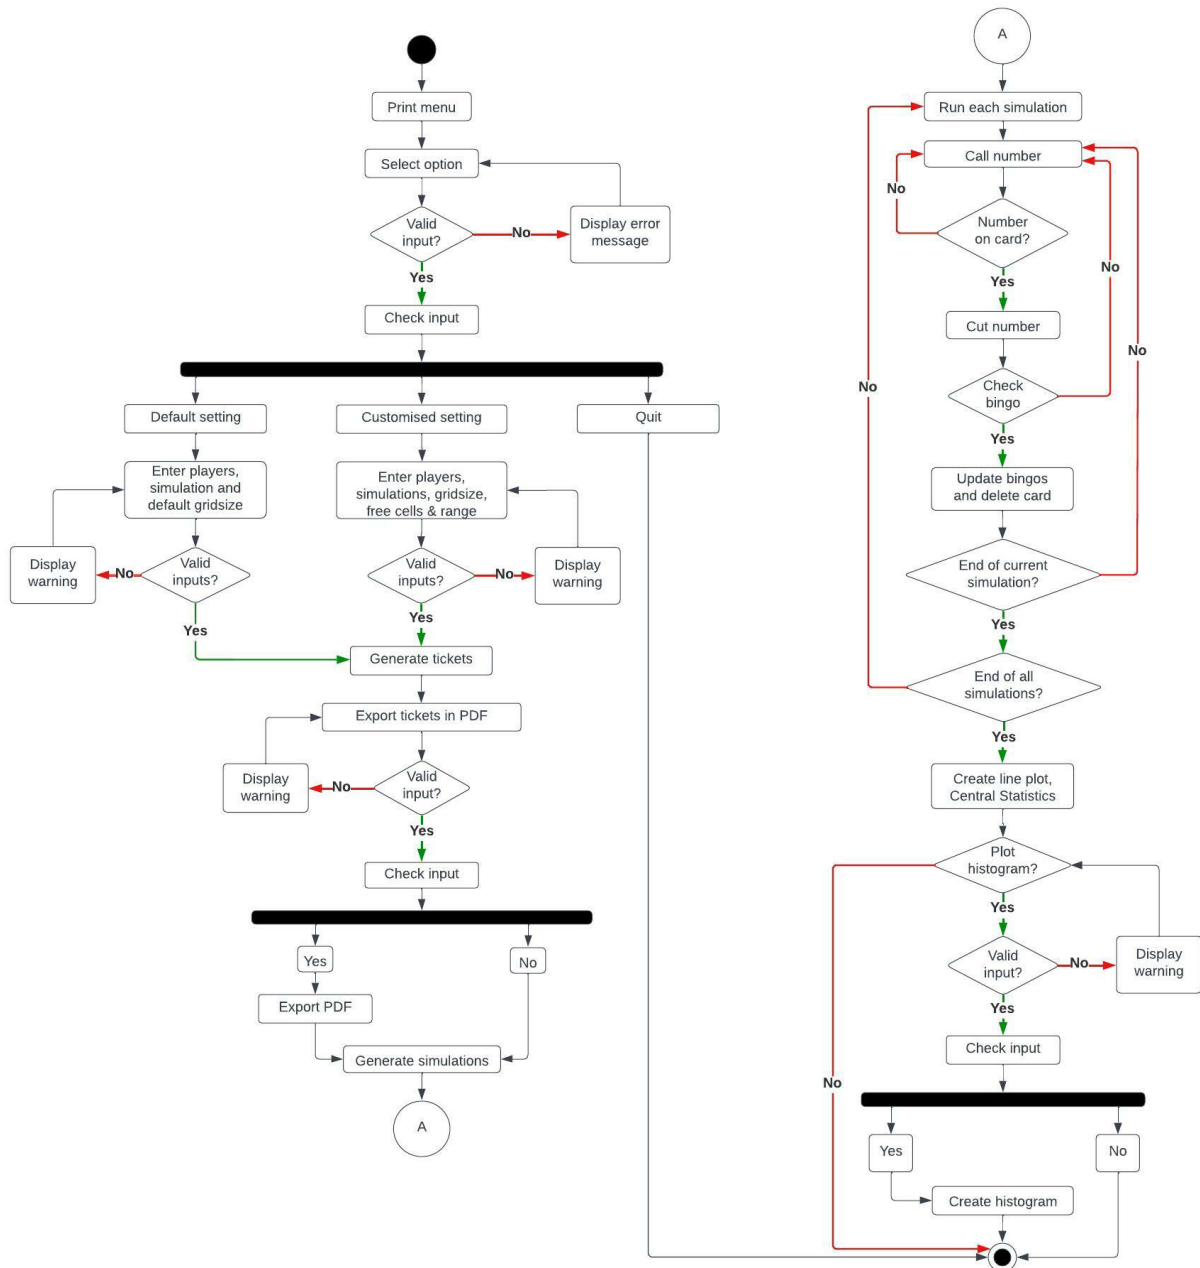 Print menu
Select option
Valid
input?
No
Display error
message
Yes
Check input
Default setting
Customised setting
Quit
Enter players,
simulation and
default gridsize
Enter players,
simulations, gridsize,
free cells & range
Display
warning
No
Valid
inputs?
Valid
inputs?
No
Display
warning
Yes
Yes
Generate tickets
Export tickets in PDF
Display
warning
No
Valid
input?
Yes
Check input
Yes
No
Export PDF
Generate simulations
A
A
Run each simulation
Call number
No
Number
on card?
No
Yes
Cut number
No
No
Check
bingo
Yes
Update bingos
and delete card
End of current
simulation?
Yes
End of all
simulations?
Yes
Create line plot,
Central Statistics
Plot
histogram?
Yes
Valid
input?
No
Display
warning
Yes
Check input
No
Yes
No
Create histogram